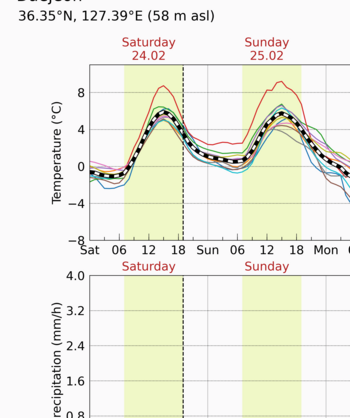 36.35°N, 127.39°E (58 m asl)
Saturday Sunday
24.02 25.02
Temperature (°C)
8
4
0
−4
−8
Sat 06 12 18 Sun 06 12 18 Mon 06
Saturday Sunday
recipitation (mm/h)
4.0
3.2
2.4
1.6
0.8